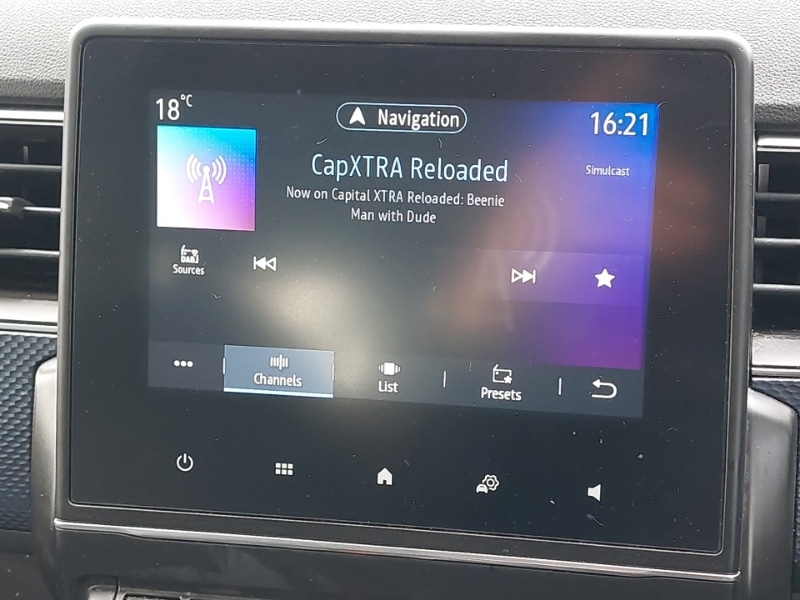 18°C
Navigation
16:21
CapXTRA Reloaded
Simulcast
Now on Capital XTRA Reloaded: Beenie
Man with Dude
DAB)
Sources
Channels
List
Presets